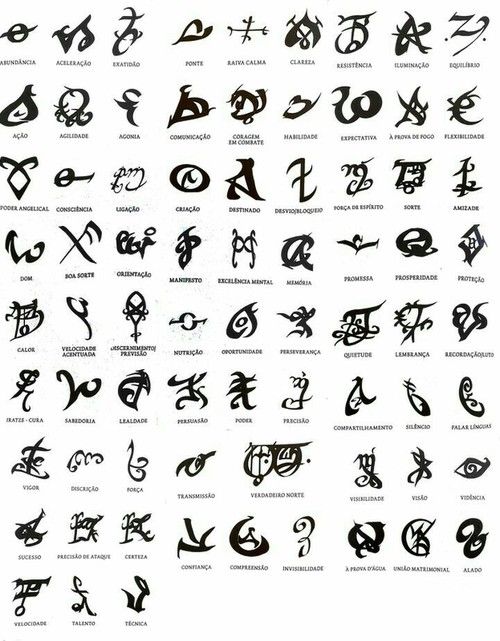 ABUNDÂNCIA ACELERAÇÃO EXATIDÃO PONTE RAIVA CALMA CLAREZA RESISTÊNCIA ILUMINAÇÃO EQUILÍBRIO
AÇÃO AGILIDADE AGONIA COMUNICAÇÃO CORAGEM EM COMBATE HABILIDADE EXPECTATIVA À PROVA DE FOGO FLEXIBILIDADE
PODER ANGELICAL CONSCIÊNCIA LIGAÇÃO CRIAÇÃO DESTINADO DESVIO/BLOQUEIO FORÇA DE ESPÍRITO SORTE AMIZADE
DOM BOA SORTE ORIENTAÇÃO MANIFESTO EXCELÊNCIA MENTAL MEMÓRIA PROMESSA PROSPERIDADE PROTEÇÃO
CALOR VELOCIDADE ACENTUADA DISCERNIMENTO/ PREVISÃO NUTRIÇÃO OPORTUNIDADE PERSEVERANÇA QUIETUDE LEMBRANÇA RECORDAÇÃO/LUTO
IRATZE - CURA SABEDORIA LEALDADE PERSUASÃO PODER PRECISÃO COMPARTILHAMENTO SILÊNCIO FALAR LÍNGUAS
VIGOR DISCRIÇÃO FORÇA TRANSMISSÃO VERDADEIRO NORTE VISIBILIDADE VISÃO VIDÊNCIA
SUCESSO PRECISÃO DE ATAQUE CERTEZA CONFIANÇA COMPREENSÃO INVISIBILIDADE À PROVA D'ÁGUA UNIÃO MATRIMONIAL ALADO
VELOCIDADE TALENTO TÉCNICA